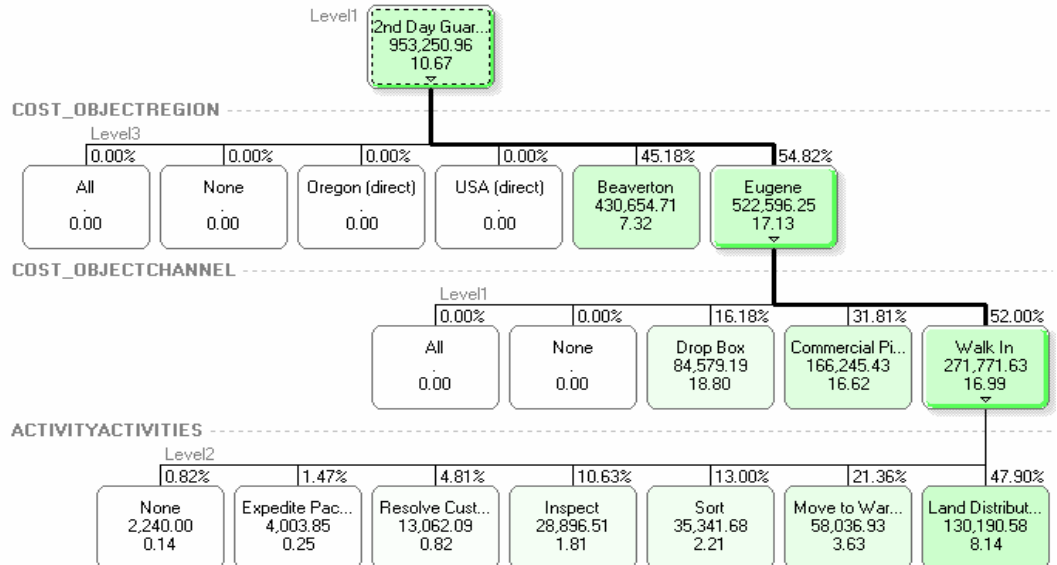 Level1
2nd Day Guar...
953,250.96
10.67
COST_OBJECTREGION
Level3
0.00% 0.00% 0.00% 0.00% 45.18% 54.82%
All None Oregon (direct) USA (direct) Beaverton Eugene
. . . . 430,654.71 522,596.25
0.00 0.00 0.00 0.00 7.32 17.13
COST_OBJECTCHANNEL
Level1
0.00% 0.00% 16.18% 31.81% 52.00%
All None Drop Box Commercial Pi... Walk In
. . 84,579.19 166,245.43 271,771.63
0.00 0.00 18.80 16.62 16.99
ACTIVITYACTIVITIES
Level2
0.82% 1.47% 4.81% 10.63% 13.00% 21.36% 47.90%
None Expedite Pac... Resolve Cust... Inspect Sort Move to War... Land Distribut...
2,240.00 4,003.85 13,062.09 28,896.51 35,341.68 58,036.93 130,190.58
0.14 0.25 0.82 1.81 2.21 3.63 8.14